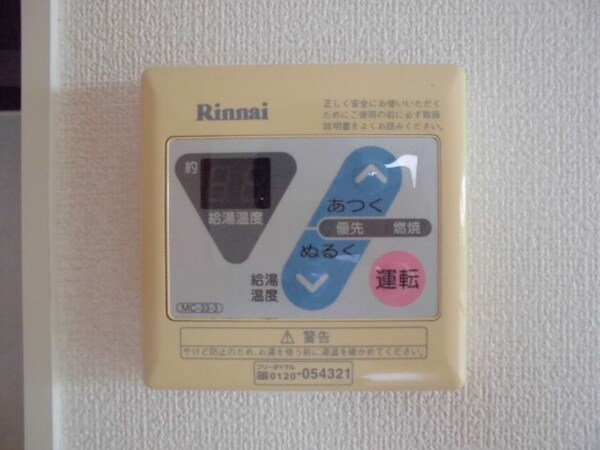 Rinnai
正しく安全にお使いいただく
ためにご使用の前に必ず取扱
説明書をよくお読みください。
約
給湯温度
あつく
優先 燃焼
ぬるく
給湯
温度
運転
MC-33-3
警告
やけど防止のため、お湯を使う前に湯温を確かめてください。
フリーダイヤル
0120-054321